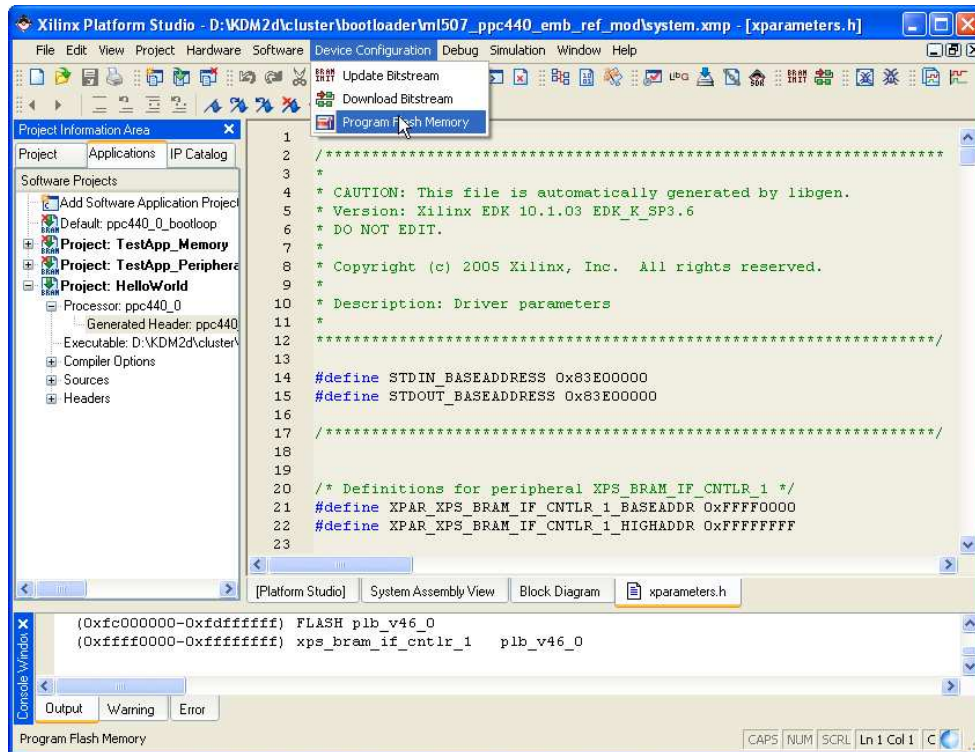 Xilinx Platform Studio - D:\KDM2d\cluster\bootloader\ml507_ppc440_emb_ref_mod\system.xmp - [xparameters.h]
File Edit View Project Hardware Software Device Configuration Debug Simulation Window Help
Update Bitstream
Download Bitstream
Program Flash Memory
Project Information Area
Project Applications IP Catalog
Software Projects
Add Software Application Project
Default: ppc440_0_bootloop
Project: TestApp_Memory
Project: TestApp_Periphera
Project: HelloWorld
Processor: ppc440_0
Generated Header: ppc440_
Executable: D:\KDM2d\cluster\
Compiler Options
Sources
Headers
1
2 /*******************************************************************
3 *
4 * CAUTION: This file is automatically generated by libgen.
5 * Version: Xilinx EDK 10.1.03 EDK_K_SP3.6
6 * DO NOT EDIT.
7 *
8 * Copyright (c) 2005 Xilinx, Inc.  All rights reserved.
9 *
10 * Description: Driver parameters
11 *
12 *******************************************************************/
13
14 #define STDIN_BASEADDRESS 0x83E00000
15 #define STDOUT_BASEADDRESS 0x83E00000
16
17 /******************************************************************/
18
19
20 /* Definitions for peripheral XPS_BRAM_IF_CNTLR_1 */
21 #define XPAR_XPS_BRAM_IF_CNTLR_1_BASEADDR 0xFFFF0000
22 #define XPAR_XPS_BRAM_IF_CNTLR_1_HIGHADDR 0xFFFFFFFF
23
[Platform Studio] System Assembly View Block Diagram xparameters.h
(0xfc000000-0xfdffffff) FLASH plb_v46_0
(0xffff0000-0xffffffff) xps_bram_if_cntlr_1 plb_v46_0
Console Window
Output Warning Error
Program Flash Memory
CAPS NUM SCRL Ln 1 Col 1 C